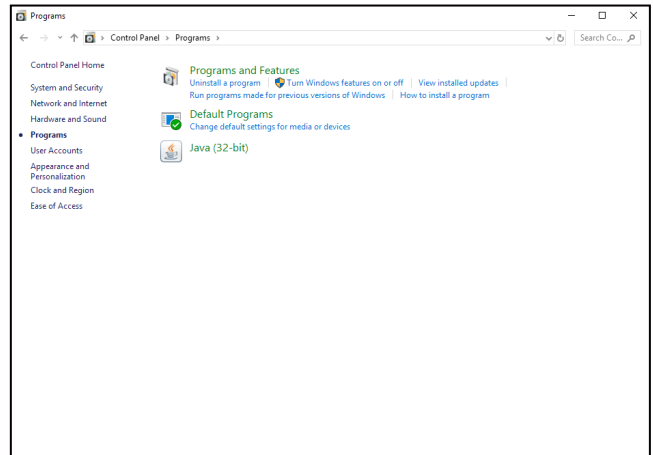 Programs
Control Panel > Programs >
Search Co...
Control Panel Home
System and Security
Network and Internet
Hardware and Sound
Programs
User Accounts
Appearance and
Personalization
Clock and Region
Ease of Access
Programs and Features
Uninstall a program | Turn Windows features on or off | View installed updates |
Run programs made for previous versions of Windows | How to install a program
Default Programs
Change default settings for media or devices
Java (32-bit)